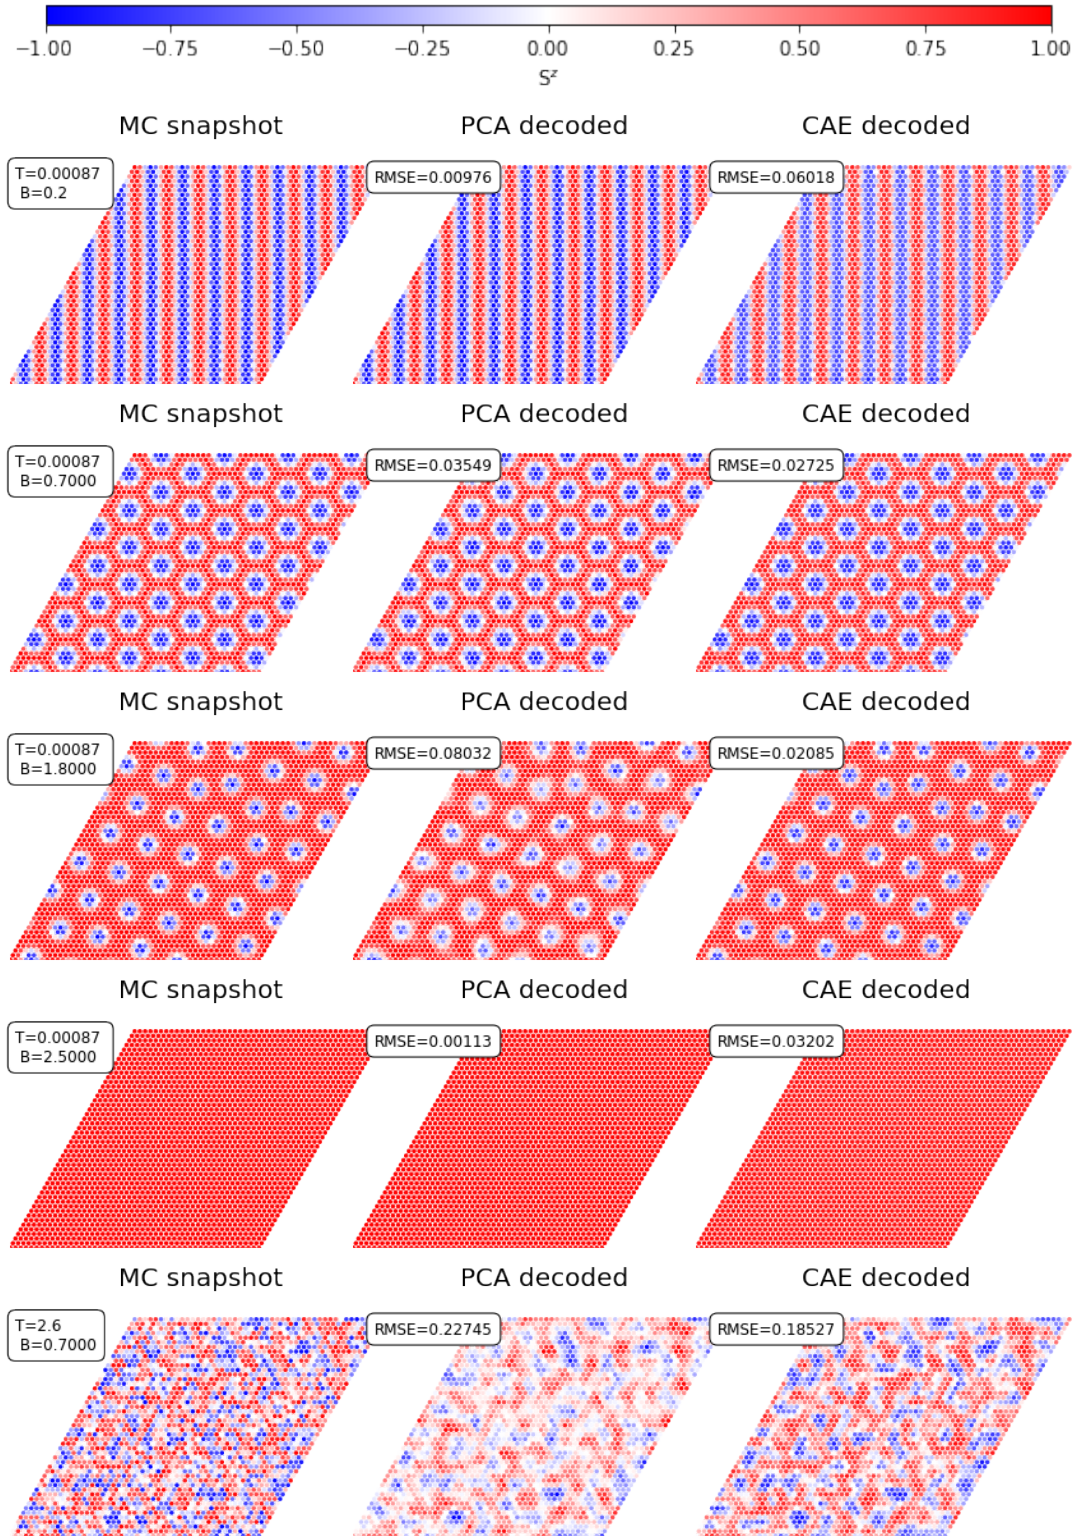 −1.00 −0.75 −0.50 −0.25 0.00 0.25 0.50 0.75 1.00
Sᶻ
MC snapshot PCA decoded CAE decoded
T=0.00087
B=0.2
RMSE=0.00976 RMSE=0.06018
MC snapshot PCA decoded CAE decoded
T=0.00087
B=0.7000
RMSE=0.03549 RMSE=0.02725
MC snapshot PCA decoded CAE decoded
T=0.00087
B=1.8000
RMSE=0.08032 RMSE=0.02085
MC snapshot PCA decoded CAE decoded
T=0.00087
B=2.5000
RMSE=0.00113 RMSE=0.03202
MC snapshot PCA decoded CAE decoded
T=2.6
B=0.7000
RMSE=0.22745 RMSE=0.18527